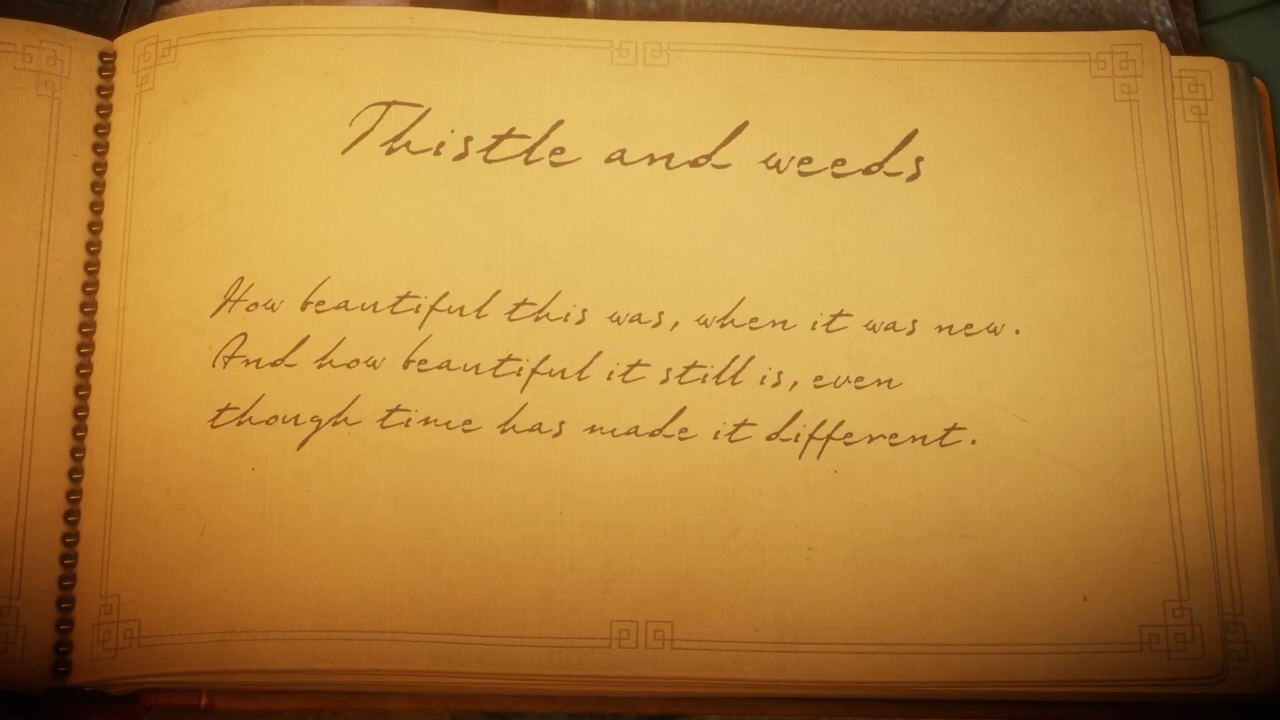 Thistle and weeds
How beautiful this was, when it was new.
And how beautiful it still is, even
though time has made it different.